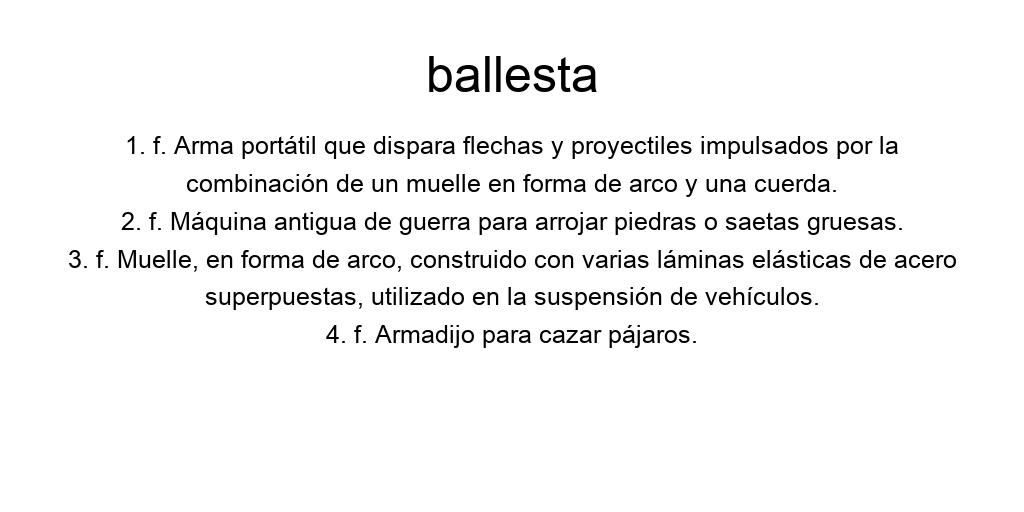 ballesta
1. f. Arma portátil que dispara flechas y proyectiles impulsados por la
combinación de un muelle en forma de arco y una cuerda.
2. f. Máquina antigua de guerra para arrojar piedras o saetas gruesas.
3. f. Muelle, en forma de arco, construido con varias láminas elásticas de acero
superpuestas, utilizado en la suspensión de vehículos.
4. f. Armadijo para cazar pájaros.